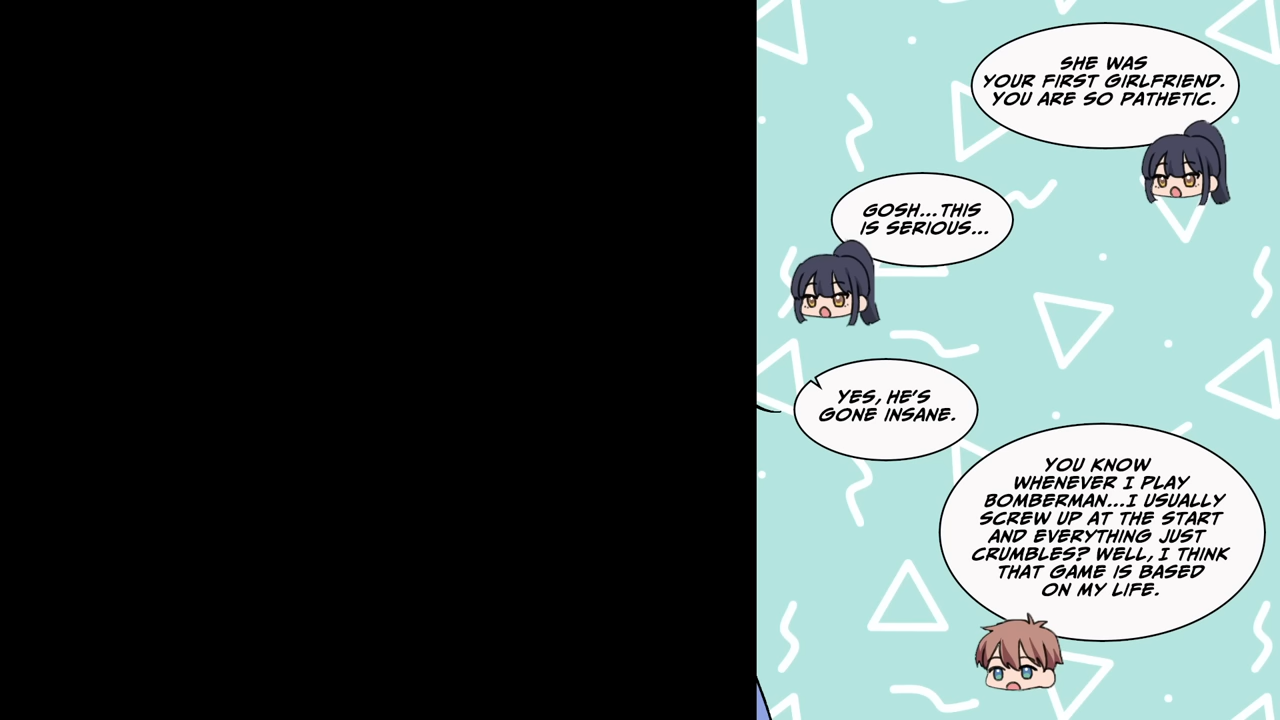 SHE WAS
YOUR FIRST GIRLFRIEND.
YOU ARE SO PATHETIC.
GOSH...THIS
IS SERIOUS...
YES, HE'S
GONE INSANE.
YOU KNOW
WHENEVER I PLAY
BOMBERMAN...I USUALLY
SCREW UP AT THE START
AND EVERYTHING JUST
CRUMBLES? WELL, I THINK
THAT GAME IS BASED
ON MY LIFE.